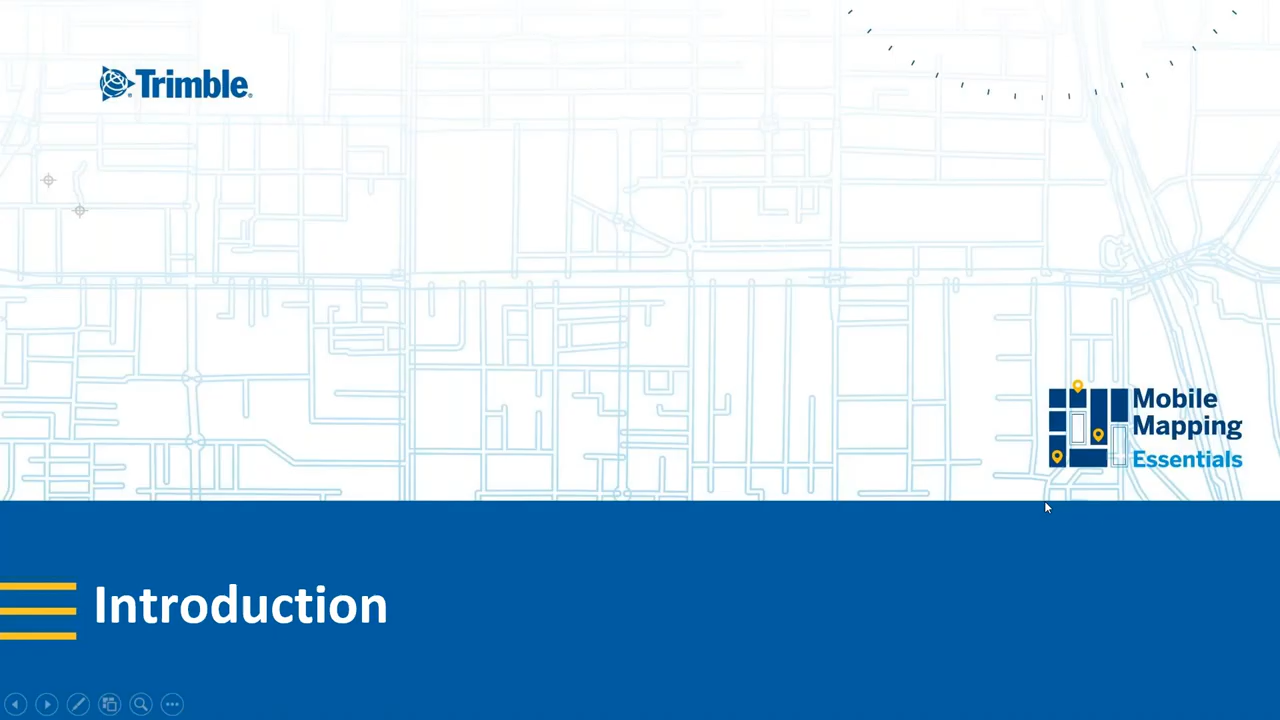 Trimble
Mobile
Mapping
Essentials
Introduction